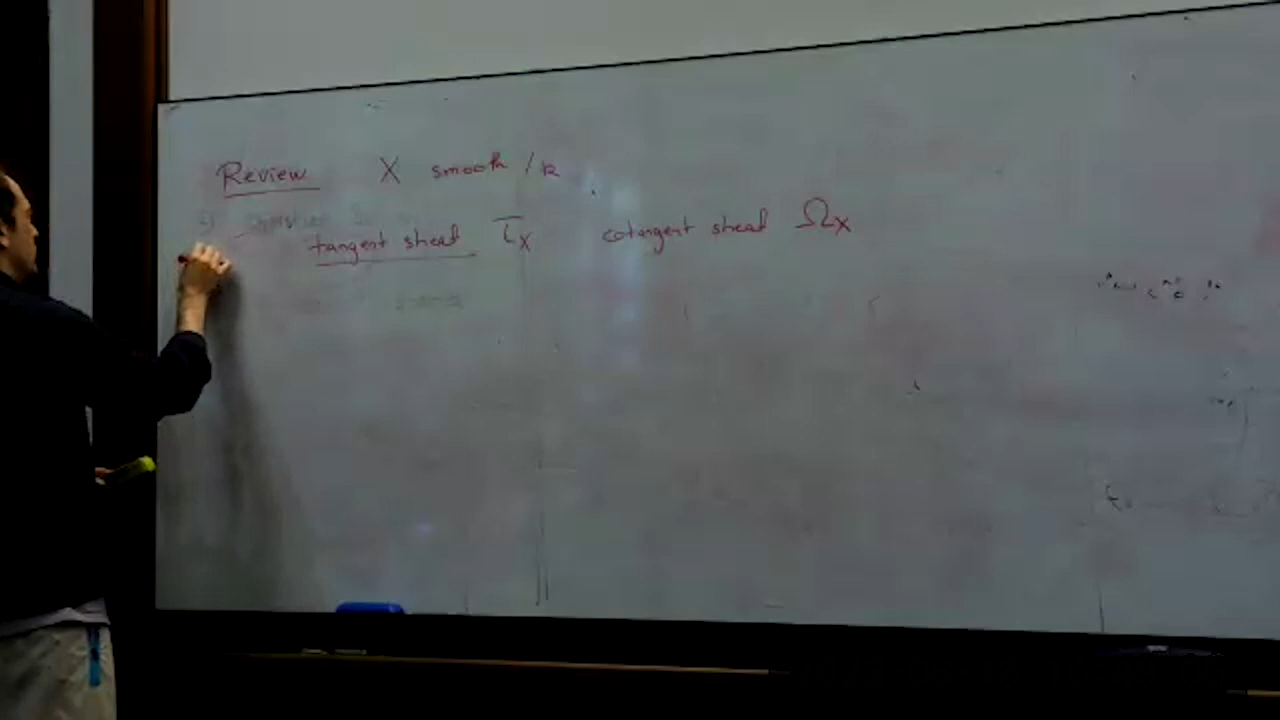 Review X smooth / k
tangent sheaf 𝒯_X cotangent sheaf Ω_X